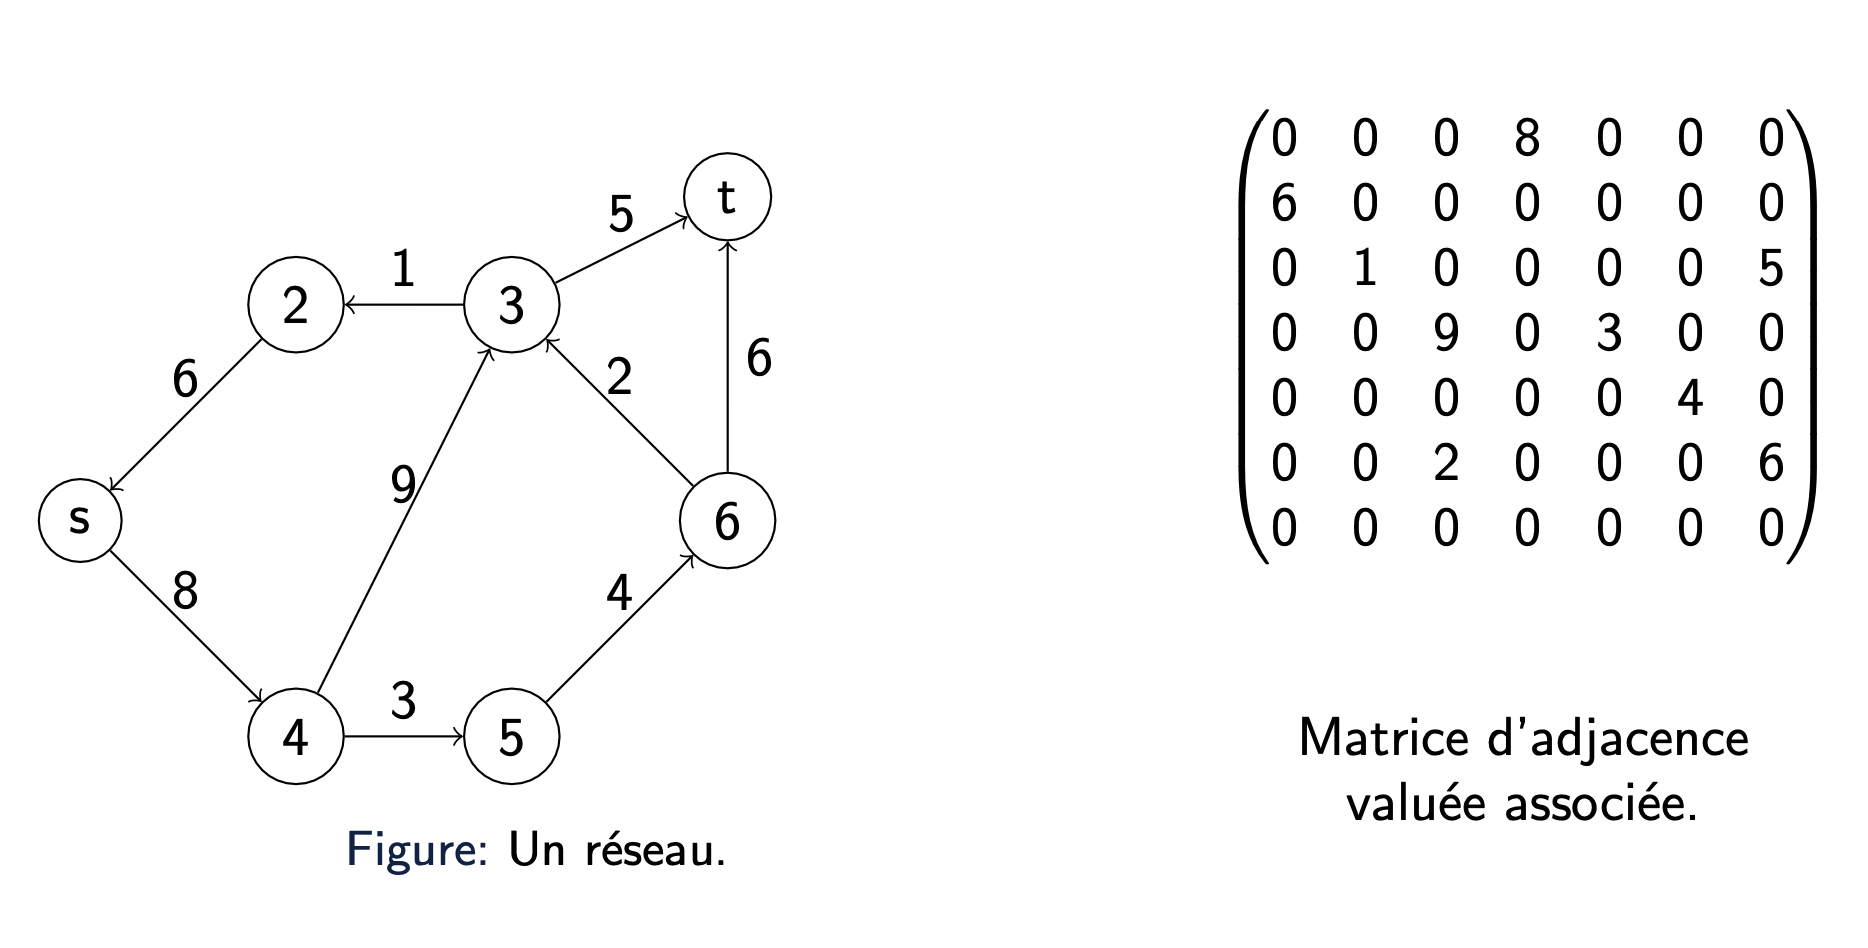 t
5
1
2
3
6
2
6
9
s
6
8
4
4
3
5
Figure: Un réseau.
0 0 0 8 0 0 0
6 0 0 0 0 0 0
0 1 0 0 0 0 5
0 0 9 0 3 0 0
0 0 0 0 0 4 0
0 0 2 0 0 0 6
0 0 0 0 0 0 0
Matrice d'adjacence
valuée associée.